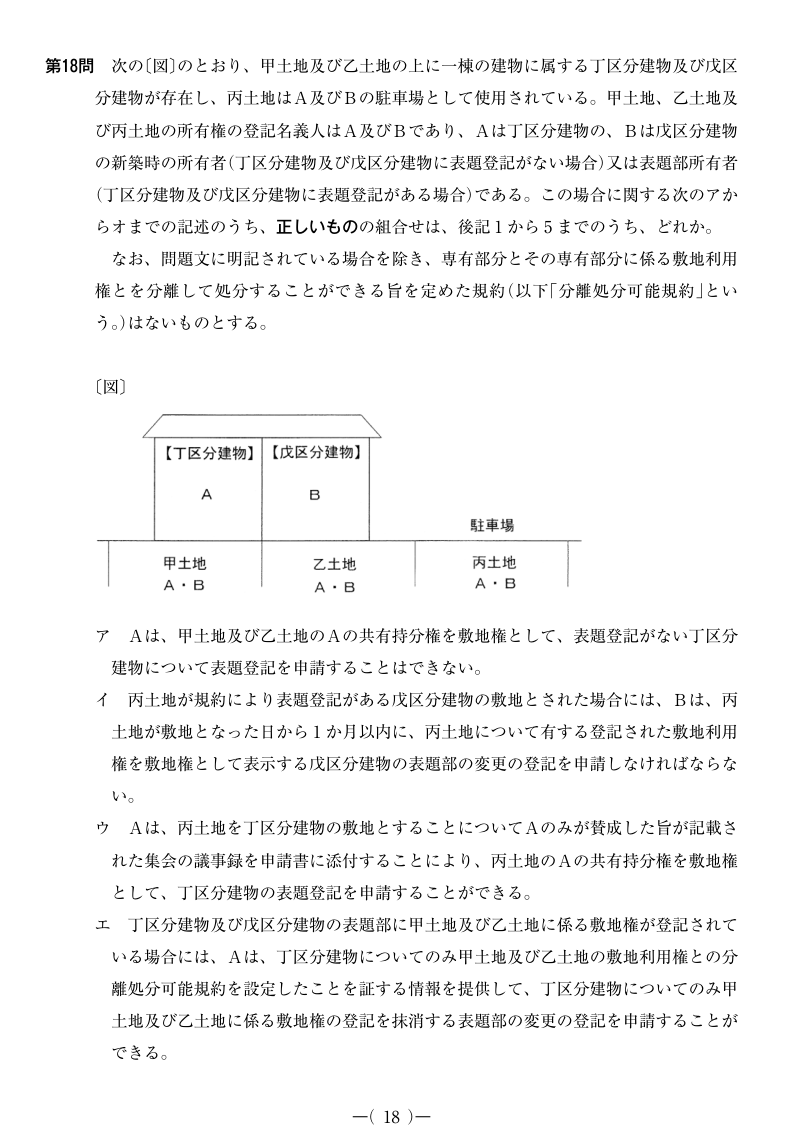 第18問　次の〔図〕のとおり、甲土地及び乙土地の上に一棟の建物に属する丁区分建物及び戊区
分建物が存在し、丙土地はＡ及びＢの駐車場として使用されている。甲土地、乙土地及
び丙土地の所有権の登記名義人はＡ及びＢであり、Ａは丁区分建物の、Ｂは戊区分建物
の新築時の所有者(丁区分建物及び戊区分建物に表題登記がない場合)又は表題部所有者
(丁区分建物及び戊区分建物に表題登記がある場合)である。この場合に関する次のアか
らオまでの記述のうち、正しいものの組合せは、後記１から５までのうち、どれか。
なお、問題文に明記されている場合を除き、専有部分とその専有部分に係る敷地利用
権とを分離して処分することができる旨を定めた規約(以下「分離処分可能規約」とい
う。)はないものとする。
〔図〕
【丁区分建物】 【戊区分建物】
Ａ　Ｂ
駐車場
甲土地　乙土地　丙土地
Ａ・Ｂ　Ａ・Ｂ　Ａ・Ｂ
ア　Ａは、甲土地及び乙土地のＡの共有持分権を敷地権として、表題登記がない丁区分
建物について表題登記を申請することはできない。
イ　丙土地が規約により表題登記がある戊区分建物の敷地とされた場合には、Ｂは、丙
土地が敷地となった日から１か月以内に、丙土地について有する登記された敷地利用
権を敷地権として表示する戊区分建物の表題部の変更の登記を申請しなければならな
い。
ウ　Ａは、丙土地を丁区分建物の敷地とすることについてＡのみが賛成した旨が記載さ
れた集会の議事録を申請書に添付することにより、丙土地のＡの共有持分権を敷地権
として、丁区分建物の表題登記を申請することができる。
エ　丁区分建物及び戊区分建物の表題部に甲土地及び乙土地に係る敷地権が登記されて
いる場合には、Ａは、丁区分建物についてのみ甲土地及び乙土地の敷地利用権との分
離処分可能規約を設定したことを証する情報を提供して、丁区分建物についてのみ甲
土地及び乙土地に係る敷地権の登記を抹消する表題部の変更の登記を申請することが
できる。
―( 18 )―